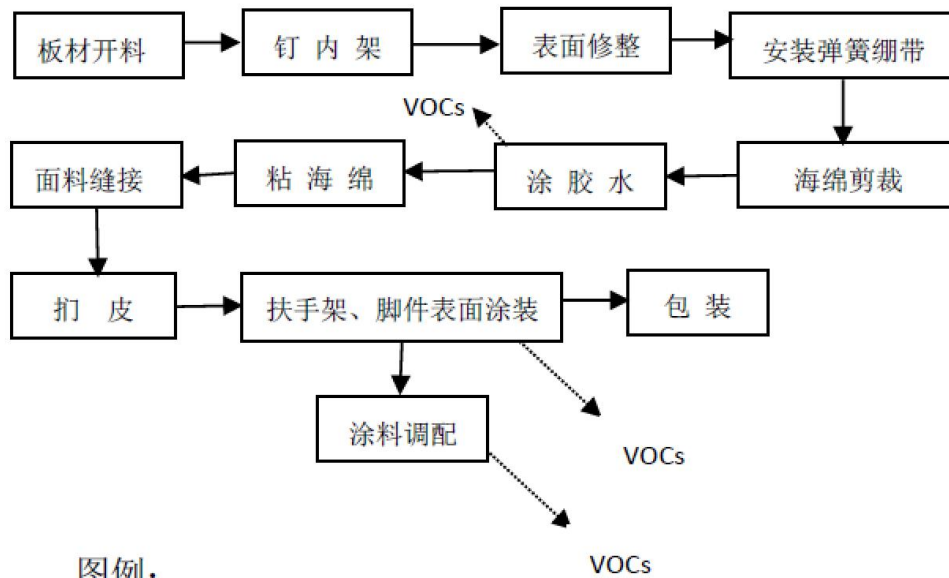 板材开料
钉 内 架
表面修整
安装弹簧绷带
VOCs
面料缝接
粘 海 绵
涂 胶 水
海绵剪裁
扪 皮
扶手架、脚件表面涂装
包 装
涂料调配
VOCs
VOCs
图例：